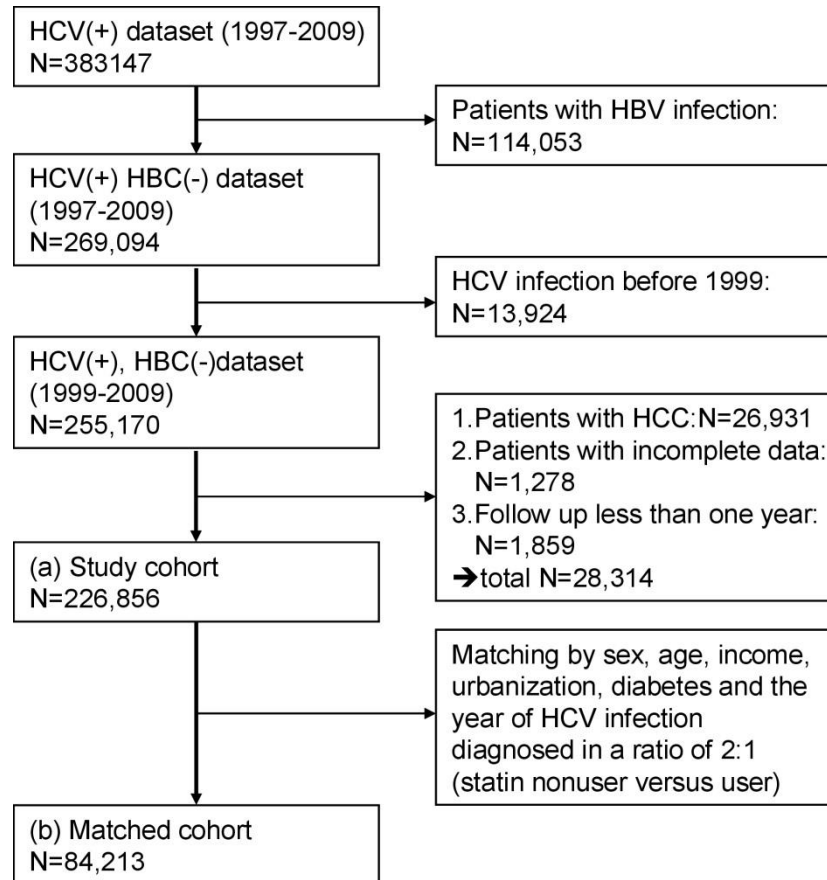 HCV(+) dataset (1997-2009)
N=383147
Patients with HBV infection:
N=114,053
HCV(+) HBC(-) dataset
(1997-2009)
N=269,094
HCV infection before 1999:
N=13,924
HCV(+), HBC(-)dataset
(1999-2009)
N=255,170
1.Patients with HCC:N=26,931
2.Patients with incomplete data:
N=1,278
3.Follow up less than one year:
N=1,859
➔total N=28,314
(a) Study cohort
N=226,856
Matching by sex, age, income,
urbanization, diabetes and the
year of HCV infection
diagnosed in a ratio of 2:1
(statin nonuser versus user)
(b) Matched cohort
N=84,213